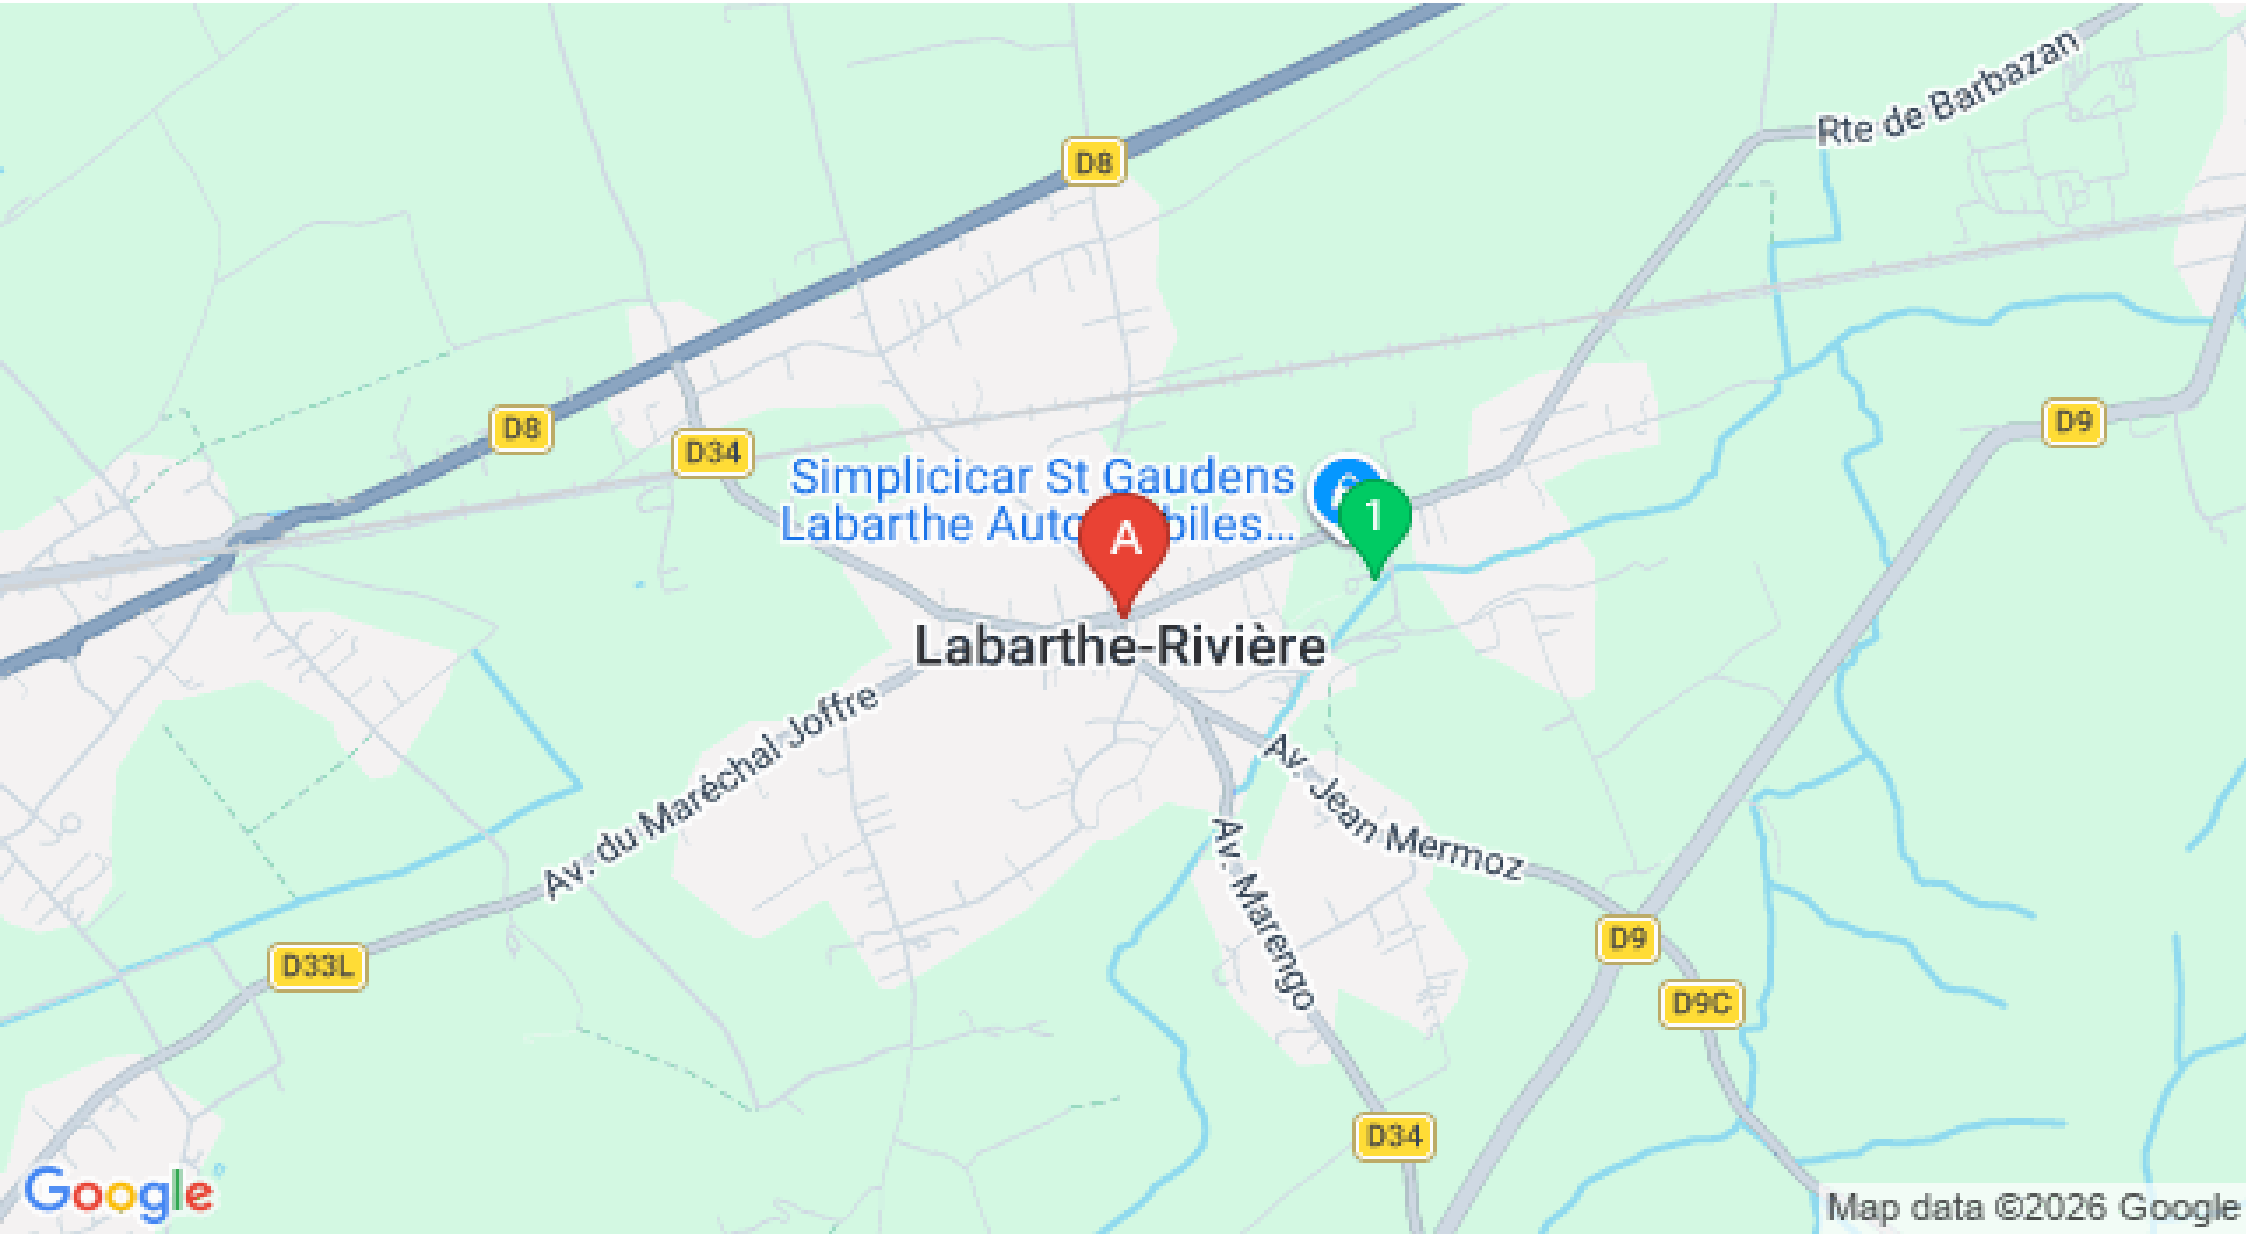 Rte de Barbazan
D8
D8
D34
D9
Simplicicar St Gaudens
Labarthe Auto biles...
1
A
Labarthe-Rivière
Av. du Maréchal Joffre
Av. Jean Mermoz
Av. Marengo
D33L
D9
D9C
D34
Google
Map data ©2026 Google